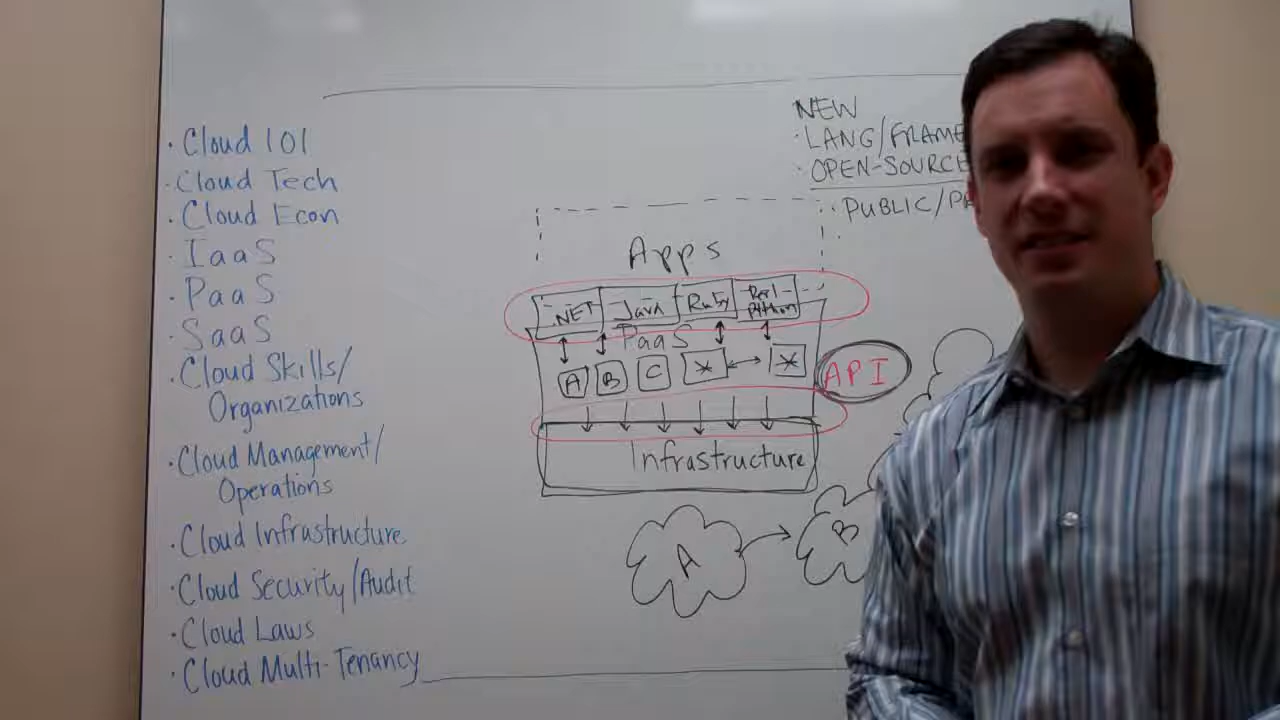 · Cloud 101
· Cloud Tech
· Cloud Econ
· IaaS
· PaaS
· SaaS
· Cloud Skills/
Organizations
· Cloud Management/
Operations
· Cloud Infrastructure
· Cloud Security/Audit
· Cloud Laws
· Cloud Multi-Tenancy
NEW
· LANG/FRAME
· OPEN-SOURCE
· PUBLIC/
Apps
.NET Java Ruby Perl
Python
PaaS
A B C * *
API
Infrastructure
A B